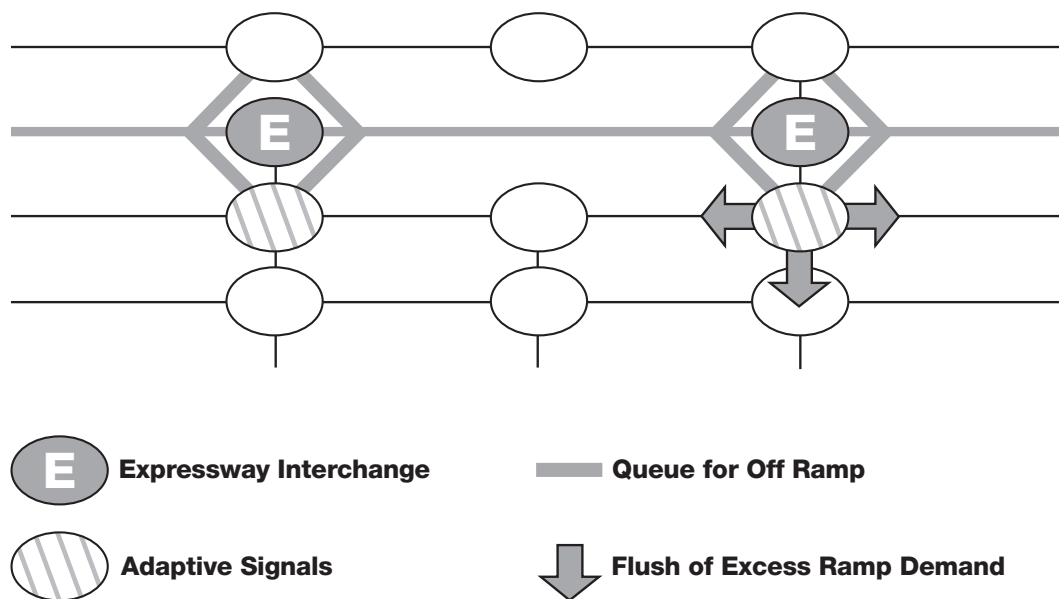 E
E
E
Expressway Interchange
Queue for Off Ramp
Adaptive Signals
Flush of Excess Ramp Demand